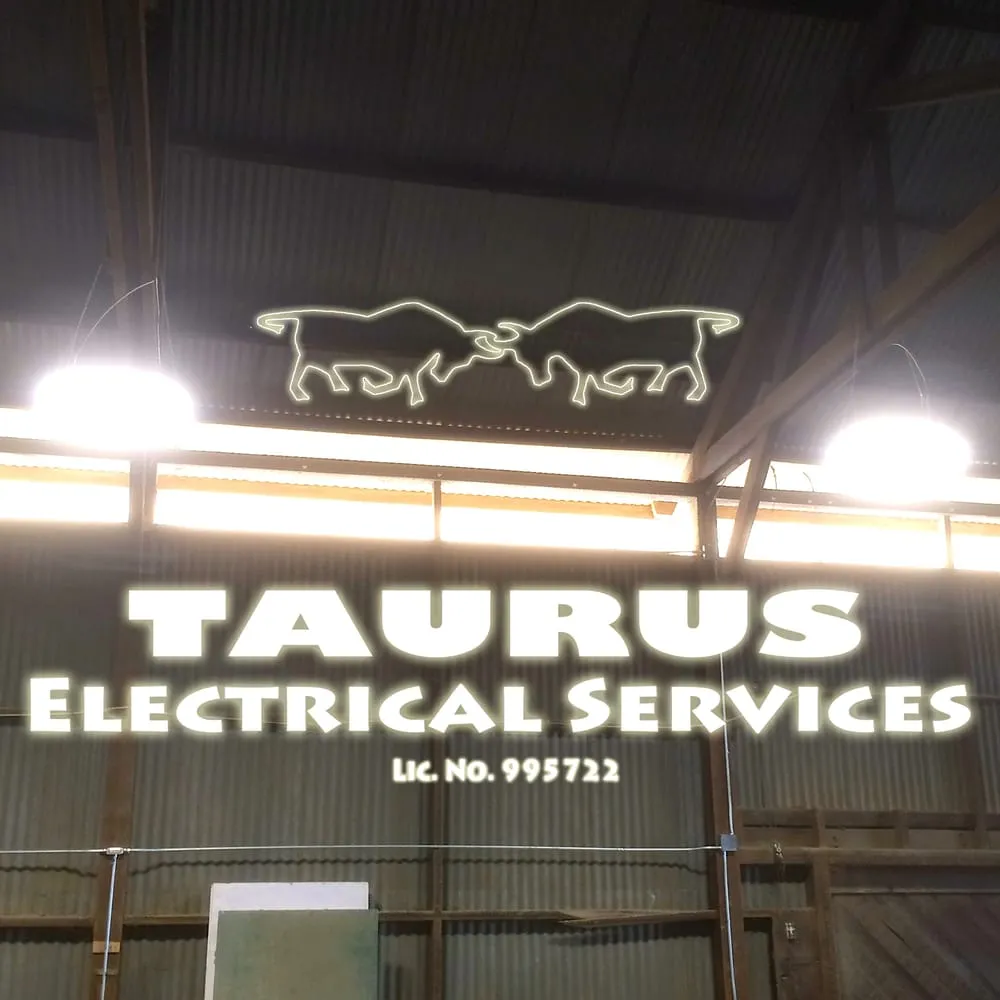 TAURUS
ELECTRICAL SERVICES
LIC. NO. 995722